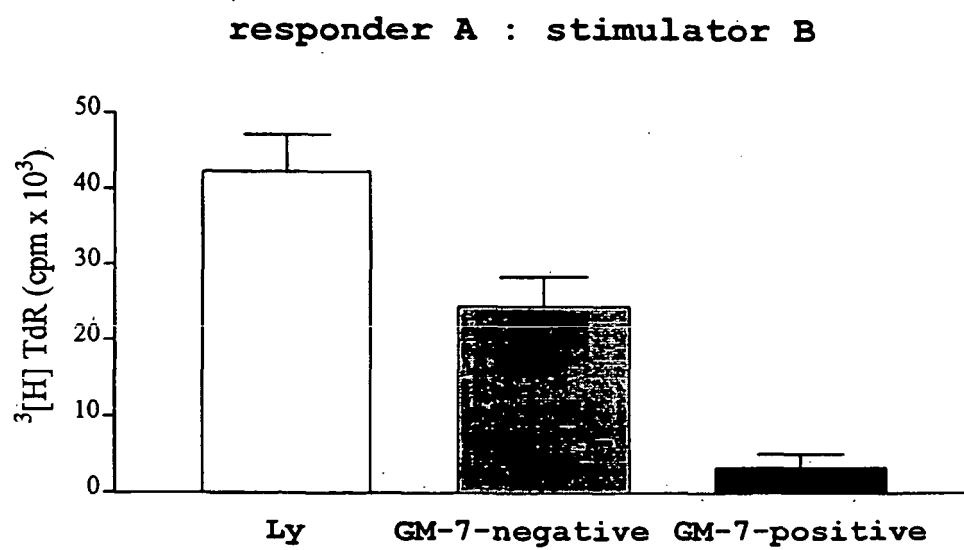 responder A : stimulator B
³[H] TdR (cpm x 10³)
50
40
30
20
10
0
Ly GM-7-negative GM-7-positive